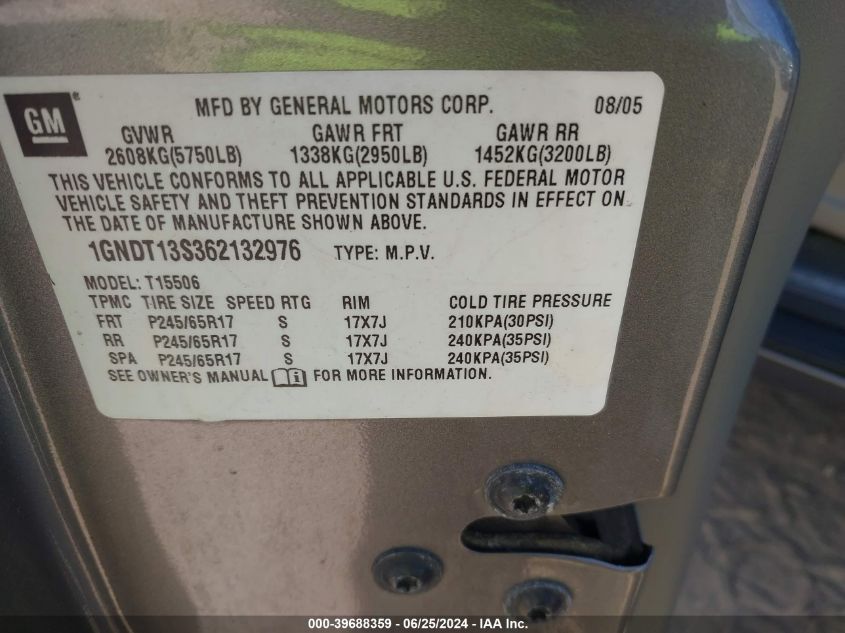 GM
®
MFD BY GENERAL MOTORS CORP. 08/05
GVWR GAWR FRT GAWR RR
2608KG(5750LB) 1338KG(2950LB) 1452KG(3200LB)
THIS VEHICLE CONFORMS TO ALL APPLICABLE U.S. FEDERAL MOTOR
VEHICLE SAFETY AND THEFT PREVENTION STANDARDS IN EFFECT ON
THE DATE OF MANUFACTURE SHOWN ABOVE.
1GNDT13S362132976 TYPE: M.P.V.
MODEL: T15506
TPMC TIRE SIZE SPEED RTG RIM COLD TIRE PRESSURE
FRT P245/65R17 S 17X7J 210KPA(30PSI)
RR P245/65R17 S 17X7J 240KPA(35PSI)
SPA P245/65R17 S 17X7J 240KPA(35PSI)
SEE OWNER'S MANUAL i FOR MORE INFORMATION.
000-39688359 / 06/25/2024 - IAA Inc.